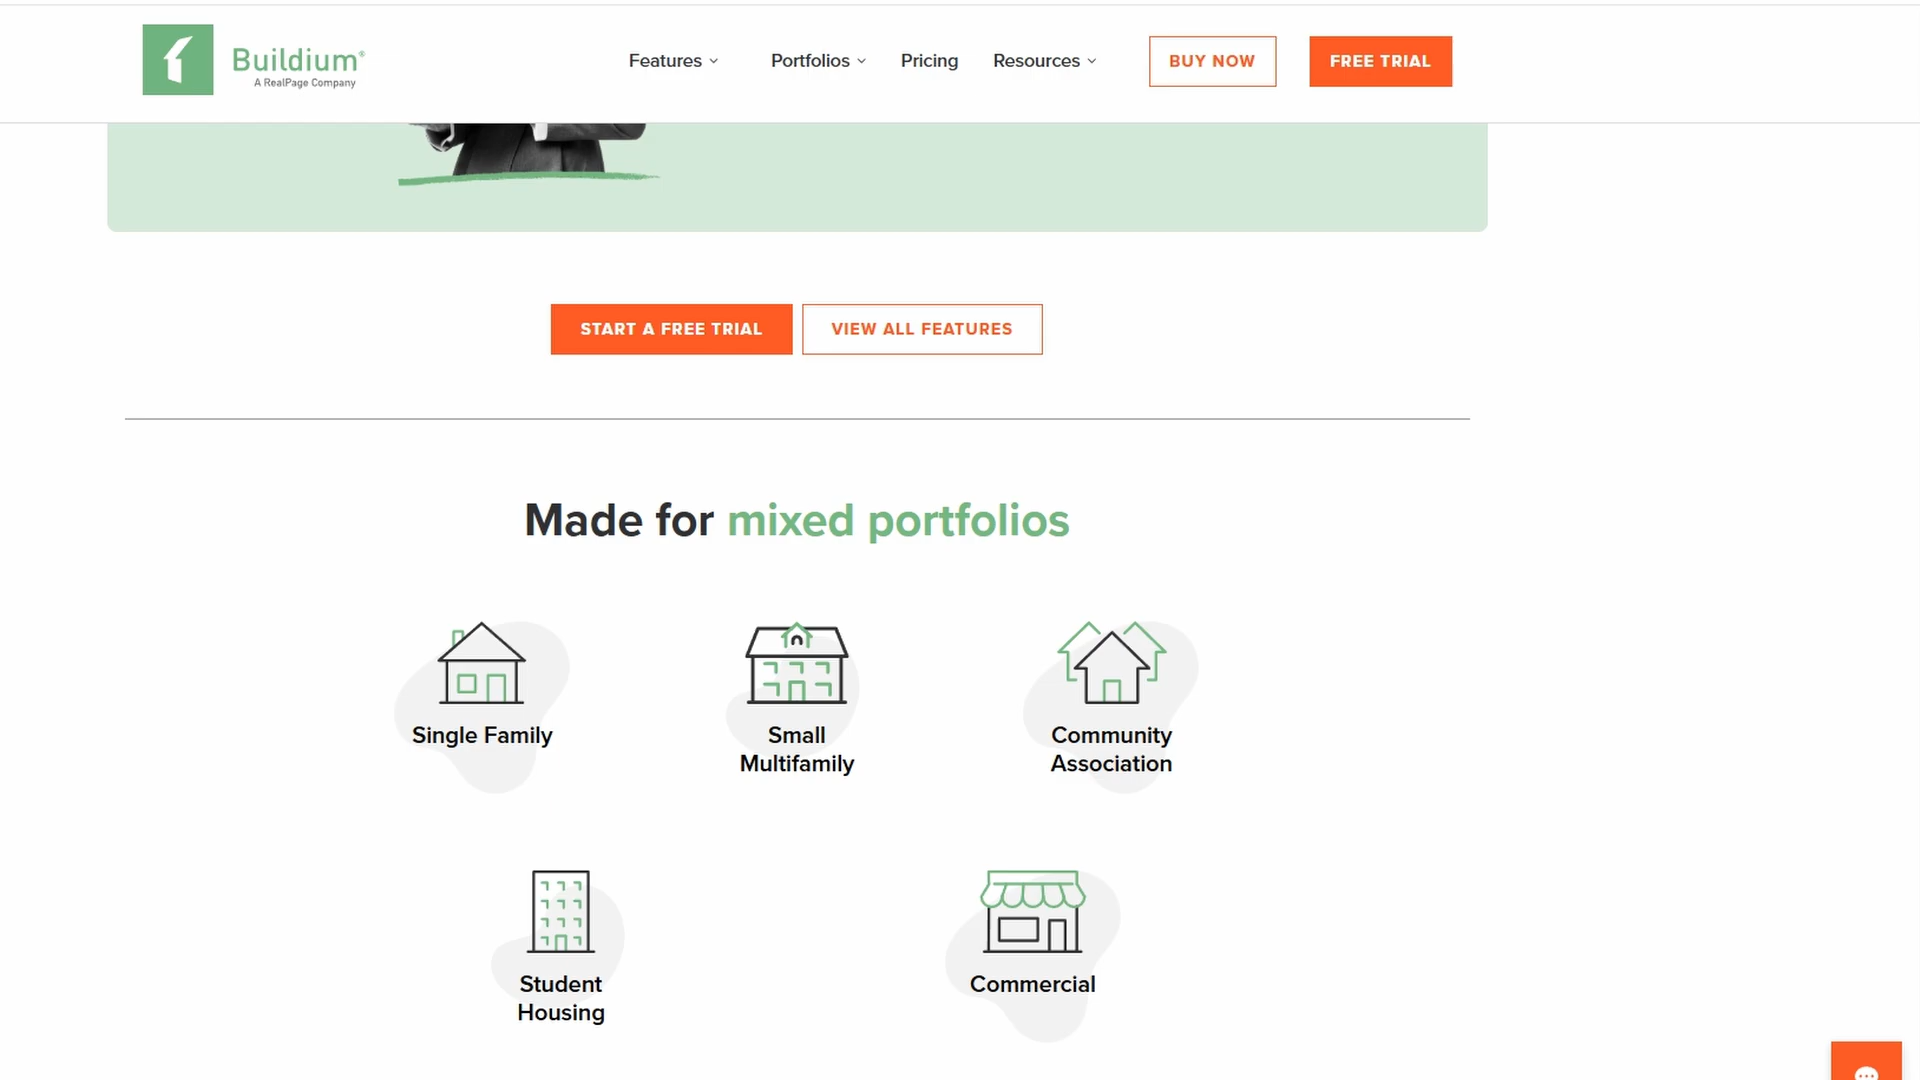 Buildium®
A RealPage Company
Features
Portfolios
Pricing
Resources
BUY NOW
FREE TRIAL
START A FREE TRIAL
VIEW ALL FEATURES
Made for mixed portfolios
Single Family
Small
Multifamily
Community
Association
Student
Housing
Commercial